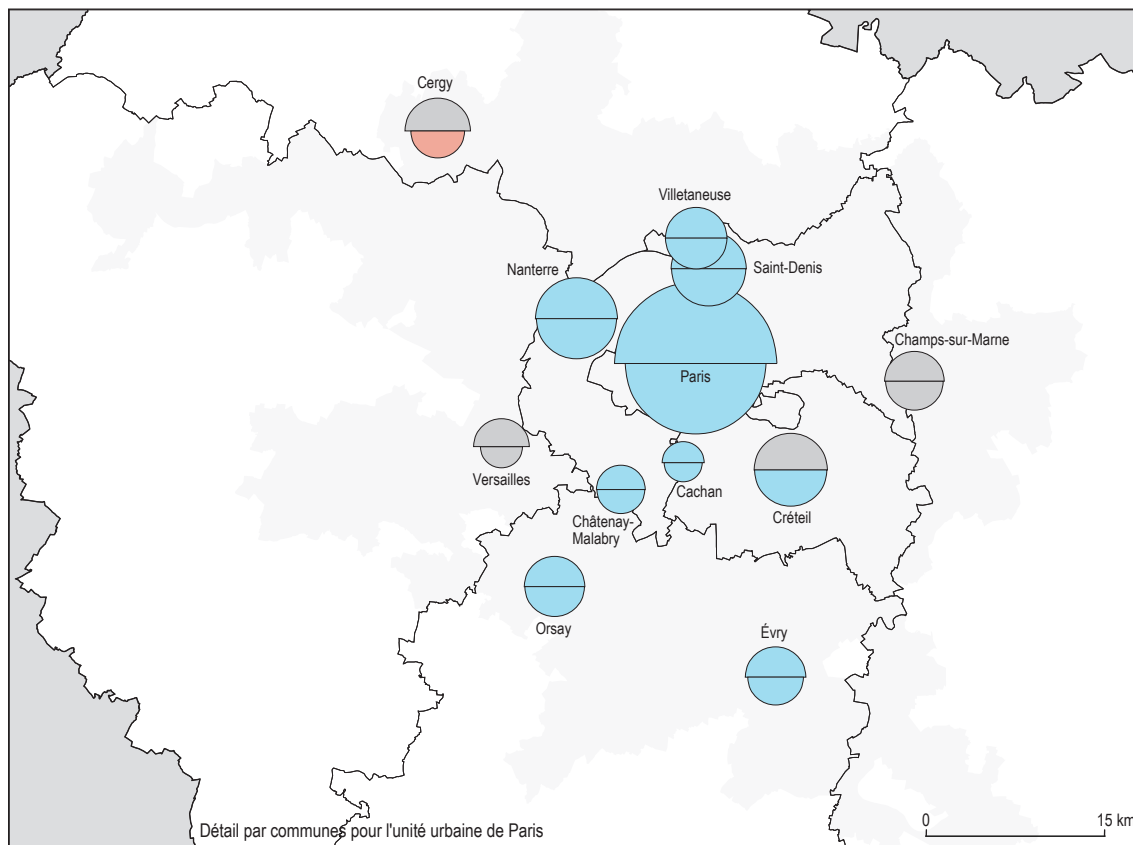 Cergy
Villetaneuse
Nanterre
Saint-Denis
Champs-sur-Marne
Paris
Versailles
Cachan
Créteil
Châtenay-
Malabry
Orsay
Évry
Détail par communes pour l'unité urbaine de Paris
0 15 km